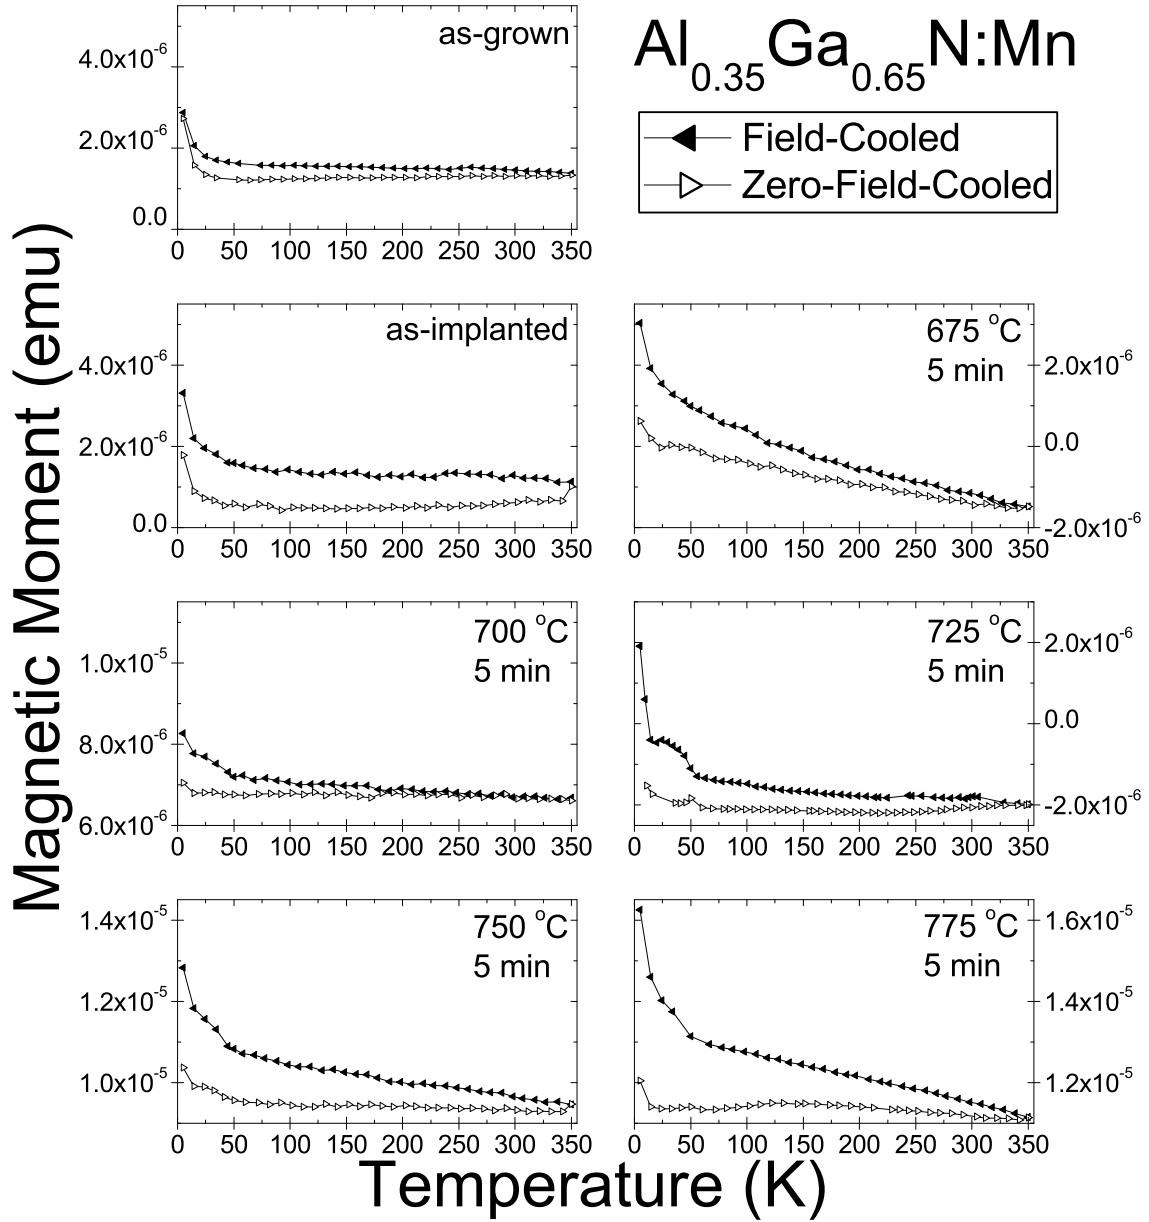 as-grown
Al0.35Ga0.65N:Mn
Field-Cooled
Zero-Field-Cooled
4.0x10-6
2.0x10-6
0.0
0 50 100 150 200 250 300 350
as-implanted
4.0x10-6
2.0x10-6
0.0
0 50 100 150 200 250 300 350
675 oC
5 min
2.0x10-6
0.0
-2.0x10-6
0 50 100 150 200 250 300 350
700 oC
5 min
1.0x10-5
8.0x10-6
6.0x10-6
0 50 100 150 200 250 300 350
725 oC
5 min
2.0x10-6
0.0
-2.0x10-6
0 50 100 150 200 250 300 350
750 oC
5 min
1.4x10-5
1.2x10-5
1.0x10-5
0 50 100 150 200 250 300 350
775 oC
5 min
1.6x10-5
1.4x10-5
1.2x10-5
0 50 100 150 200 250 300 350
Magnetic Moment (emu)
Temperature (K)